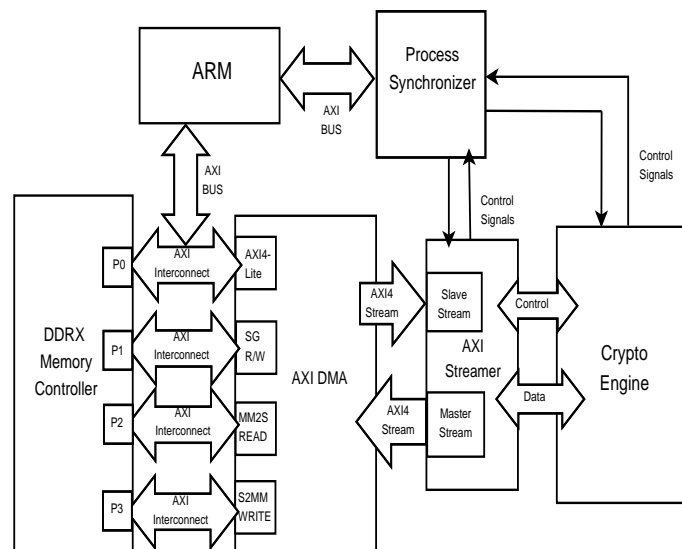 ARM
AXI
BUS
Process
Synchronizer
AXI
BUS
Control
Signals
Control
Signals
DDRX
Memory
Controller
P0
AXI
Interconnect
AXI4-
Lite
P1
AXI
Interconnect
SG
R/W
P2
AXI
Interconnect
MM2S
READ
P3
AXI
Interconnect
S2MM
WRITE
AXI DMA
AXI4
Stream
Slave
Stream
AXI
Streamer
AXI4
Stream
Master
Stream
Control
Data
Crypto
Engine